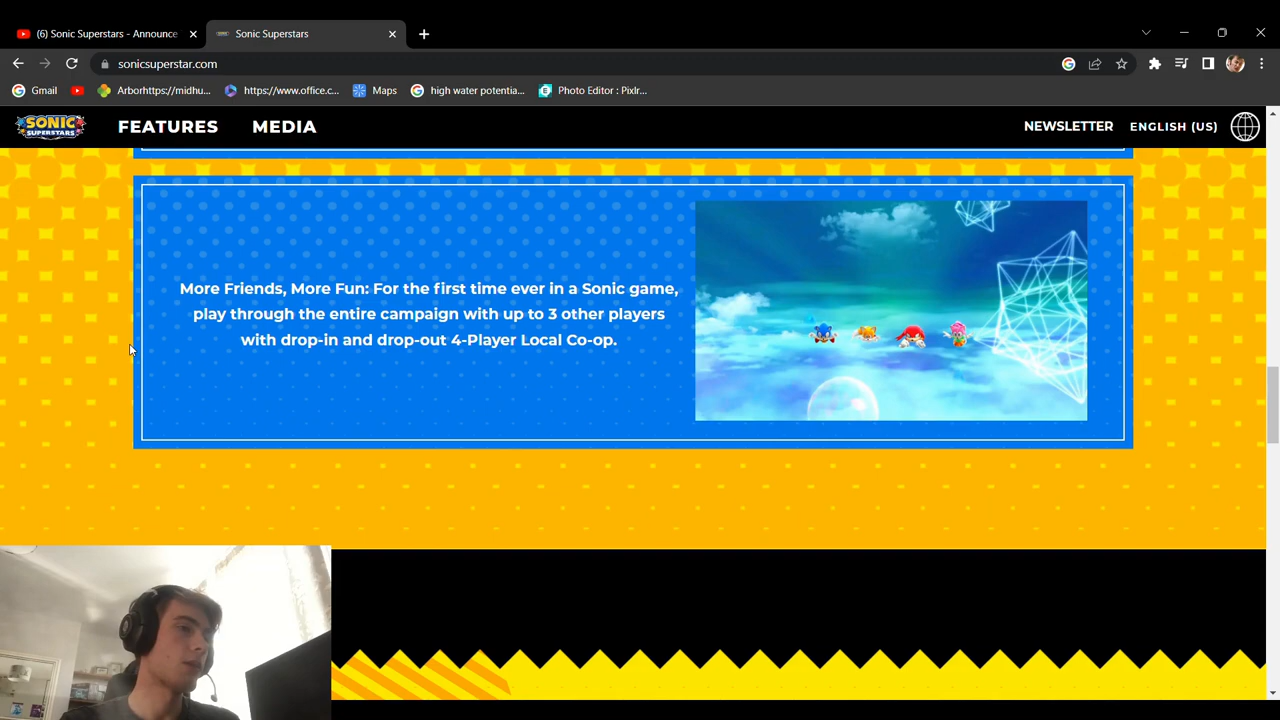 (6) Sonic Superstars - Announce
Sonic Superstars
sonicsuperstar.com
Gmail
Arborhttps://midhu...
https://www.office.c...
Maps
high water potentia...
Photo Editor : Pixlr...
SONIC
SUPERSTARS
FEATURES
MEDIA
NEWSLETTER
ENGLISH (US)
More Friends, More Fun: For the first time ever in a Sonic game,
play through the entire campaign with up to 3 other players
with drop-in and drop-out 4-Player Local Co-op.